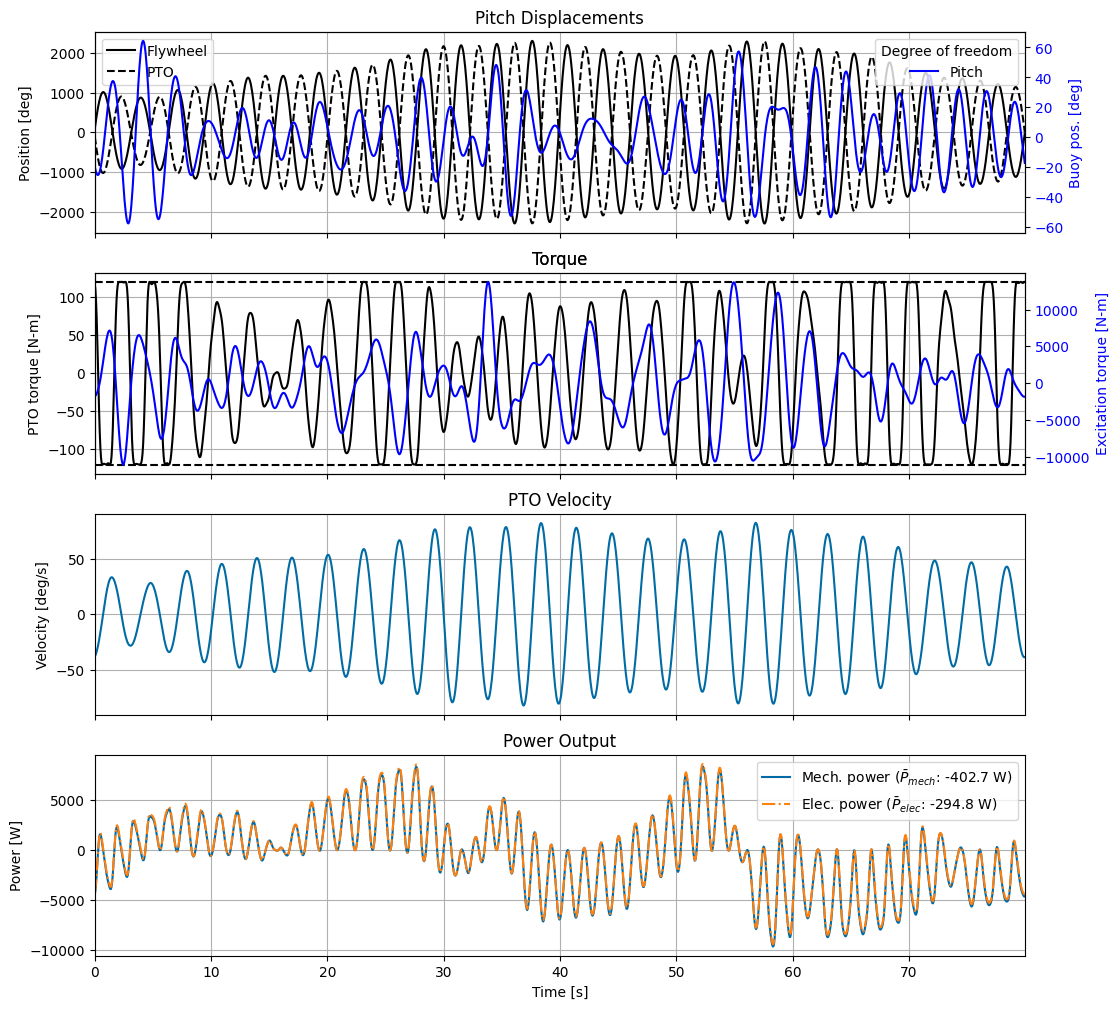 Pitch Displacements
Flywheel
PTO
Degree of freedom
Pitch
Position [deg]
2000
1000
0
−1000
−2000
60
40
20
0
−20
−40
−60
Buoy pos. [deg]
Torque
PTO torque [N-m]
100
50
0
−50
−100
10000
5000
0
−5000
−10000
Excitation torque [N-m]
PTO Velocity
Velocity [deg/s]
50
0
−50
Power Output
Mech. power (P̄mech: -402.7 W)
Elec. power (P̄elec: -294.8 W)
Power [W]
5000
0
−5000
−10000
0 10 20 30 40 50 60 70
Time [s]